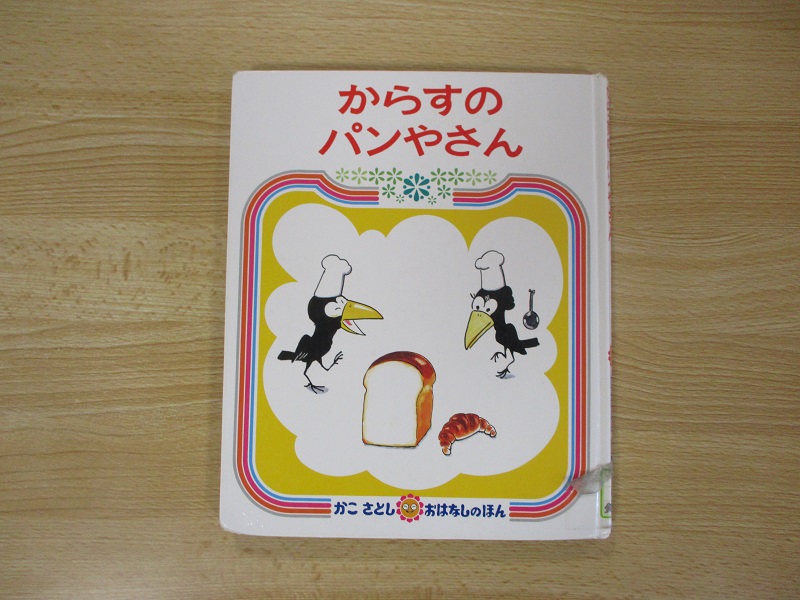 からすの
パンやさん
かこ さとし おはなしのほん